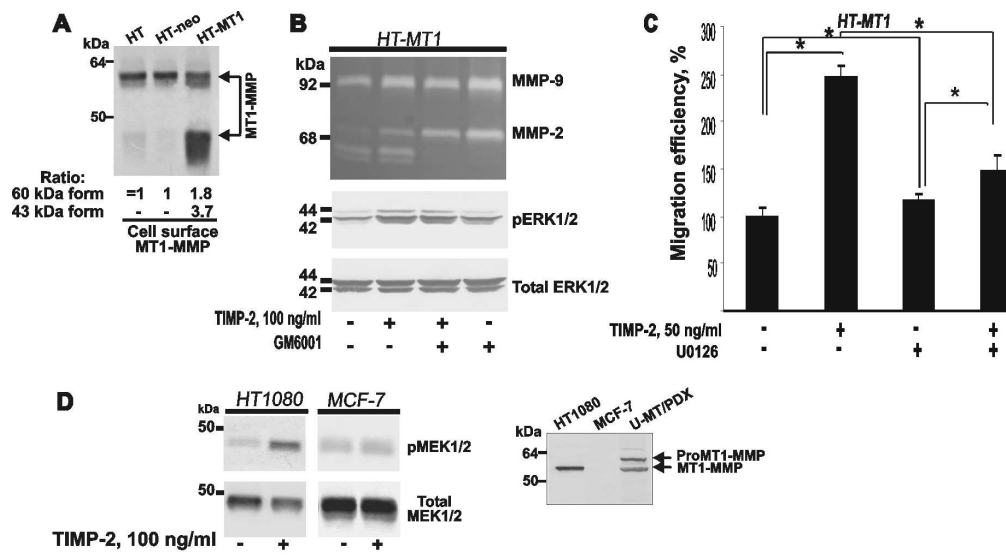 A
HT HT-neo HT-MT1
kDa
64
50
MT1-MMP
Ratio:
60 kDa form =1 1 1.8
43 kDa form - - 3.7
Cell surface
MT1-MMP
B
HT-MT1
kDa
92 MMP-9
68 MMP-2
44
42 pERK1/2
44
42 Total ERK1/2
TIMP-2, 100 ng/ml - + + -
GM6001 - - + +
C
HT-MT1
Migration efficiency, %
300
250
200
150
100
50
* * * * *
TIMP-2, 50 ng/ml - + - +
U0126 - - + +
D
HT1080 MCF-7
kDa
50
pMEK1/2
50
Total
MEK1/2
TIMP-2, 100 ng/ml - + - +
HT1080 MCF-7 U-MT/PDX
kDa
64 ProMT1-MMP
MT1-MMP
50